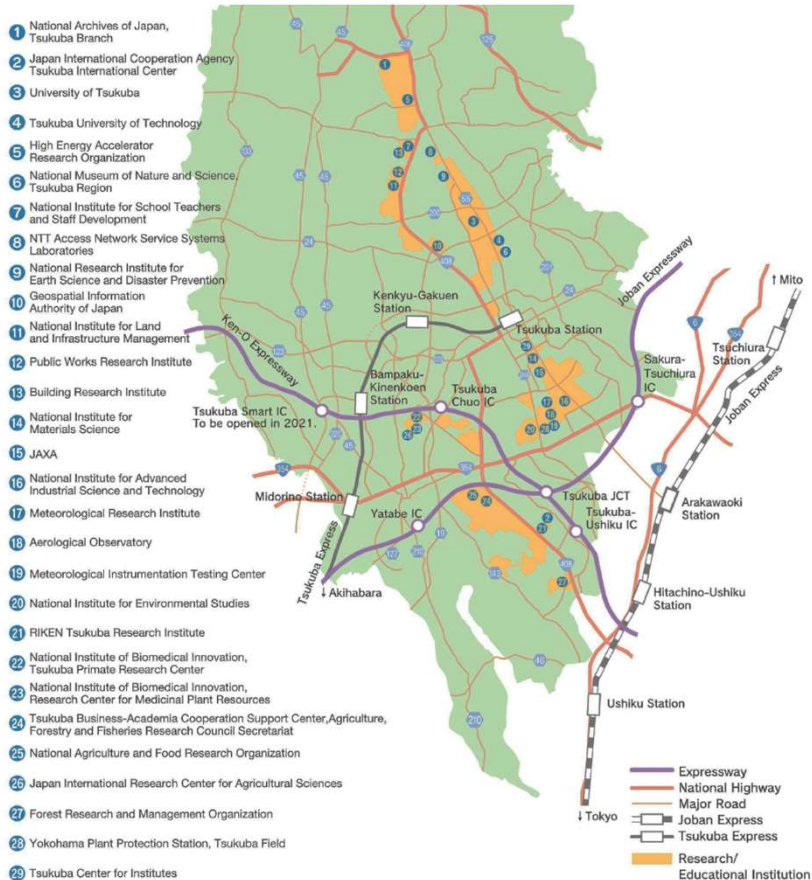 1 National Archives of Japan,
Tsukuba Branch
2 Japan International Cooperation Agency
Tsukuba International Center
3 University of Tsukuba
4 Tsukuba University of Technology
5 High Energy Accelerator
Research Organization
6 National Museum of Nature and Science,
Tsukuba Region
7 National Institute for School Teachers
and Staff Development
8 NTT Access Network Service Systems
Laboratories
9 National Research Institute for
Earth Science and Disaster Prevention
10 Geospatial Information
Authority of Japan
11 National Institute for Land
and Infrastructure Management
12 Public Works Research Institute
13 Building Research Institute
14 National Institute for
Materials Science
15 JAXA
16 National Institute for Advanced
Industrial Science and Technology
17 Meteorological Research Institute
18 Aerological Observatory
19 Meteorological Instrumentation Testing Center
20 National Institute for Environmental Studies
21 RIKEN Tsukuba Research Institute
22 National Institute of Biomedical Innovation,
Tsukuba Primate Research Center
23 National Institute of Biomedical Innovation,
Research Center for Medicinal Plant Resources
24 Tsukuba Business-Academia Cooperation Support Center,Agriculture,
Forestry and Fisheries Research Council Secretariat
25 National Agriculture and Food Research Organization
26 Japan International Research Center for Agricultural Sciences
27 Forest Research and Management Organization
28 Yokohama Plant Protection Station, Tsukuba Field
29 Tsukuba Center for Institutes
Joban Expressway
↑ Mito
Kenkyu-Gakuen
Station
Tsukuba Station
Ken-O Expressway
Tsuchiura
Station
Joban Express
Sakura-
Tsuchiura
IC
Bampaku-
Kinenkoen
Station
Tsukuba
Chuo IC
Tsukuba Smart IC
To be opened in 2021.
Midorino Station
Yatabe IC
Tsukuba JCT
Tsukuba-
Ushiku IC
Arakawaoki
Station
Tsukuba Express
↓ Akihabara
Hitachino-Ushiku
Station
Ushiku Station
↓ Tokyo
408
125
45
24
354
6
210
46
Expressway
National Highway
Major Road
Joban Express
Tsukuba Express
Research/
Educational Institution